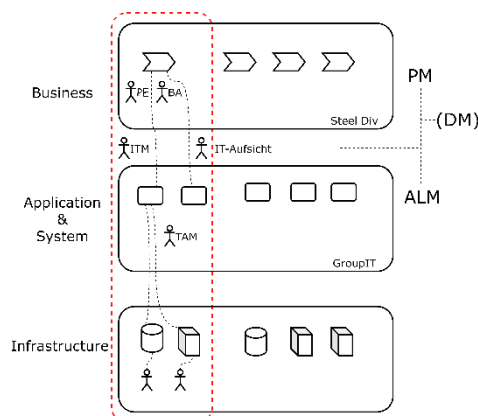 PM
Business
PE
BA
Steel Div
(DM)
ITM
IT-Aufsicht
ALM
Application
&
System
TAM
GroupIT
Infrastructure